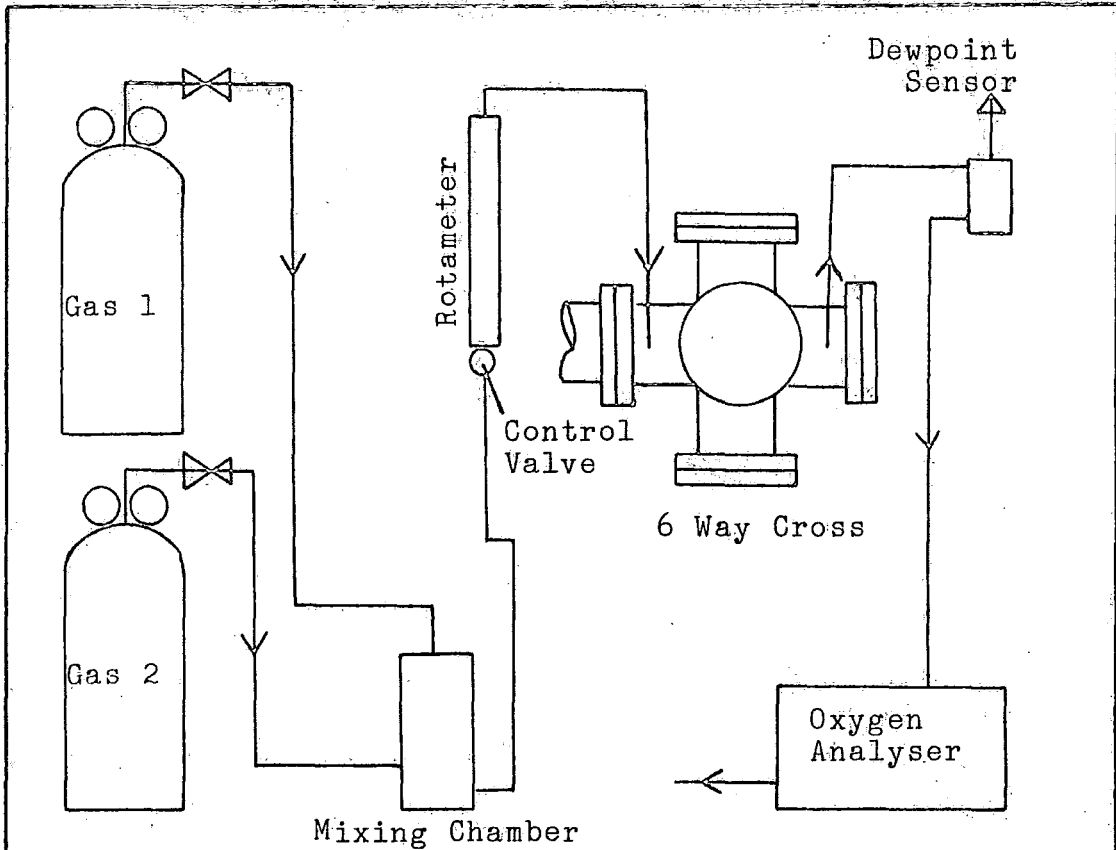 Dewpoint
Sensor
Gas 1
Rotameter
Control
Valve
6 Way Cross
Gas 2
Oxygen
Analyser
Mixing Chamber